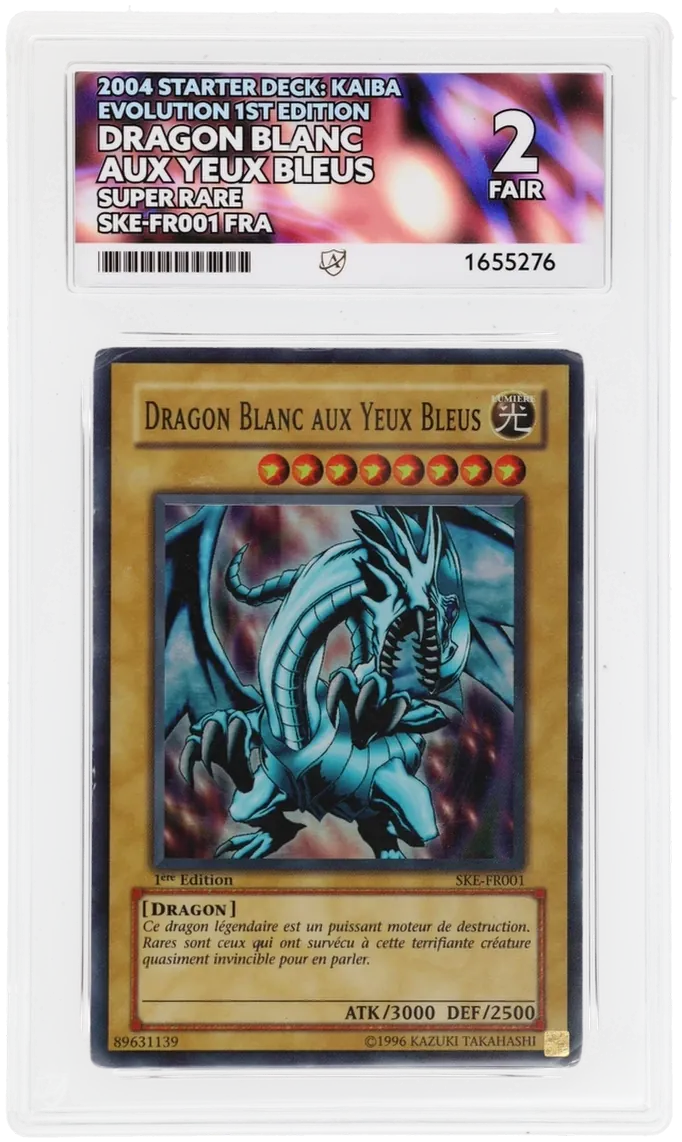 2004 STARTER DECK: KAIBA
EVOLUTION 1ST EDITION
DRAGON BLANC
AUX YEUX BLEUS
SUPER RARE
SKE-FR001 FRA
2
FAIR
1655276
DRAGON BLANC AUX YEUX BLEUS
LUMIÈRE
光
1ère Edition
SKE-FR001
[DRAGON]
Ce dragon légendaire est un puissant moteur de destruction.
Rares sont ceux qui ont survécu à cette terrifiante créature
quasiment invincible pour en parler.
ATK/3000 DEF/2500
89631139
©1996 KAZUKI TAKAHASHI